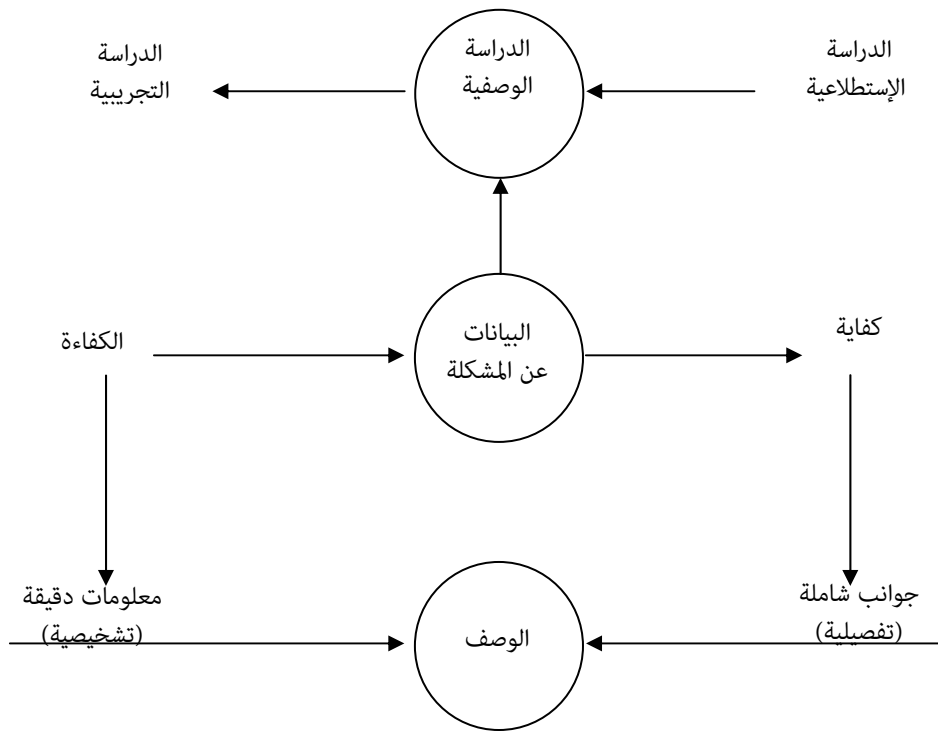 الدراسة
الإستطلاعية
الدراسة
الوصفية
الدراسة
التجريبية
كفاية
البيانات
عن المشكلة
الكفاءة
جوانب شاملة
(تفصيلية)
الوصف
معلومات دقيقة
(تشخيصية)